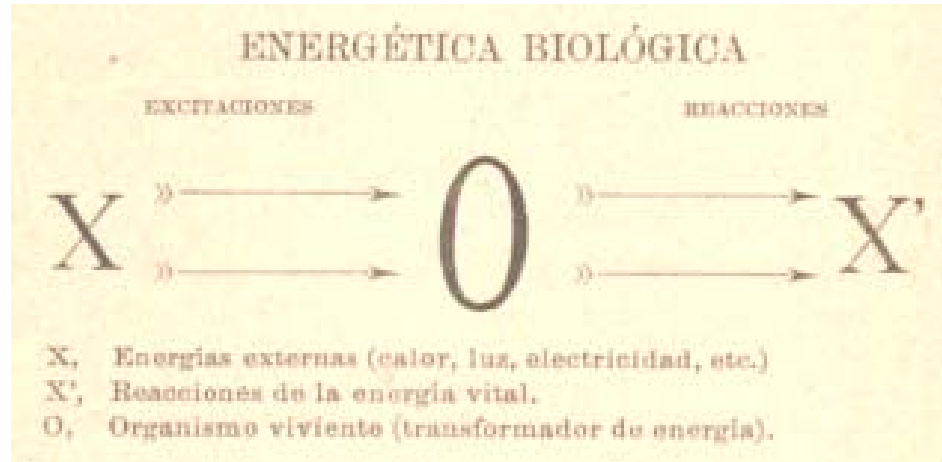 ENERGÉTICA BIOLÓGICA
EXCITACIONES REACCIONES
X O X'
X, Energías externas (calor, luz, electricidad, etc.)
X', Reacciones de la energía vital.
O, Organismo viviente (transformador de energía).